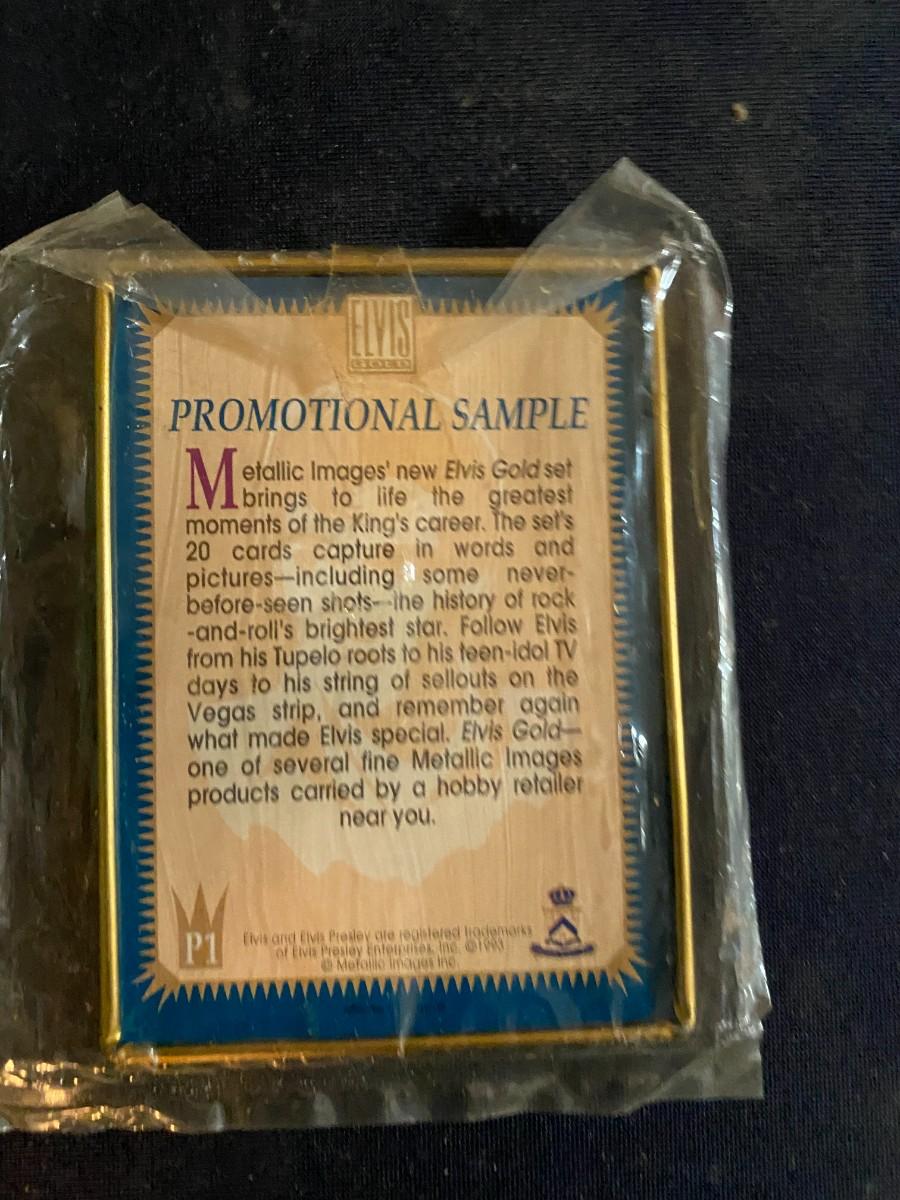 ELVIS
GOLD
PROMOTIONAL SAMPLE
Metallic Images' new Elvis Gold set
brings to life the greatest
moments of the King's career. The set's
20 cards capture in words and
pictures—including some never-
before-seen shots—the history of rock
-and-roll's brightest star. Follow Elvis
from his Tupelo roots to his teen-idol TV
days to his string of sellouts on the
Vegas strip, and remember again
what made Elvis special. Elvis Gold—
one of several fine Metallic Images
products carried by a hobby retailer
near you.
P1
Elvis and Elvis Presley are registered trademarks
of Elvis Presley Enterprises, Inc. ©1993
© Metallic Images Inc.